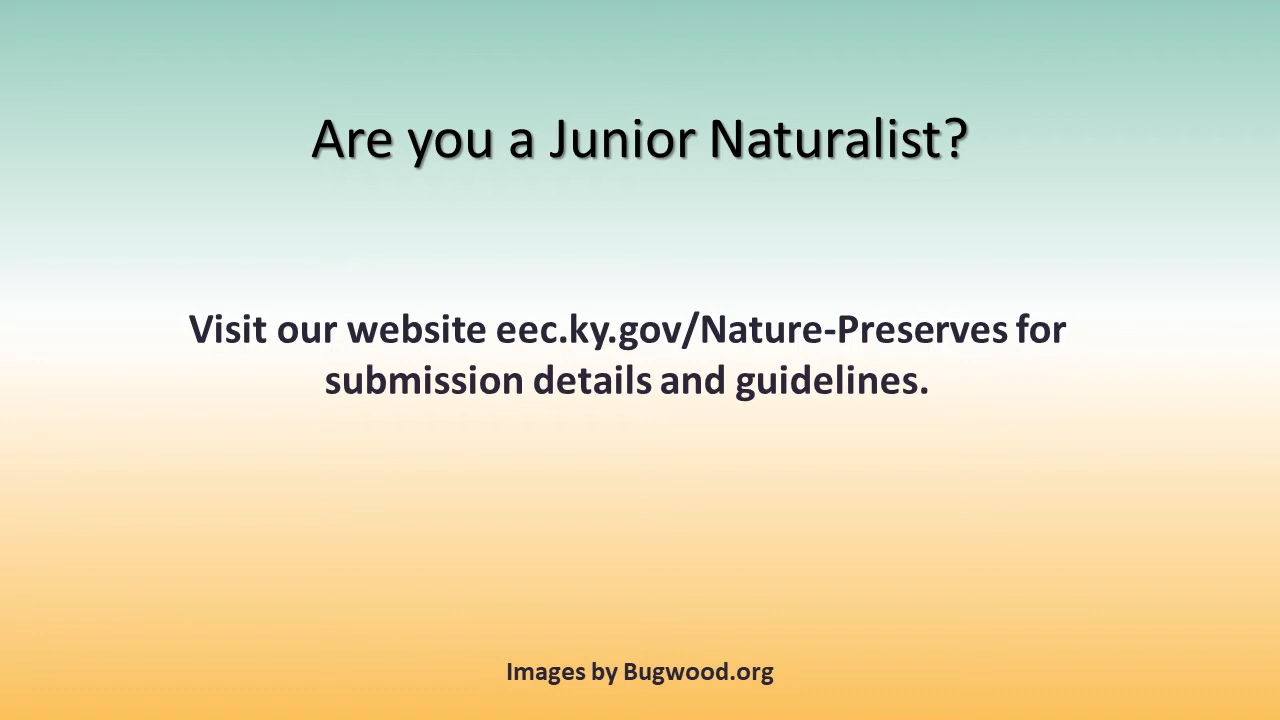 Are you a Junior Naturalist?
Visit our website eec.ky.gov/Nature-Preserves for
submission details and guidelines.
Images by Bugwood.org